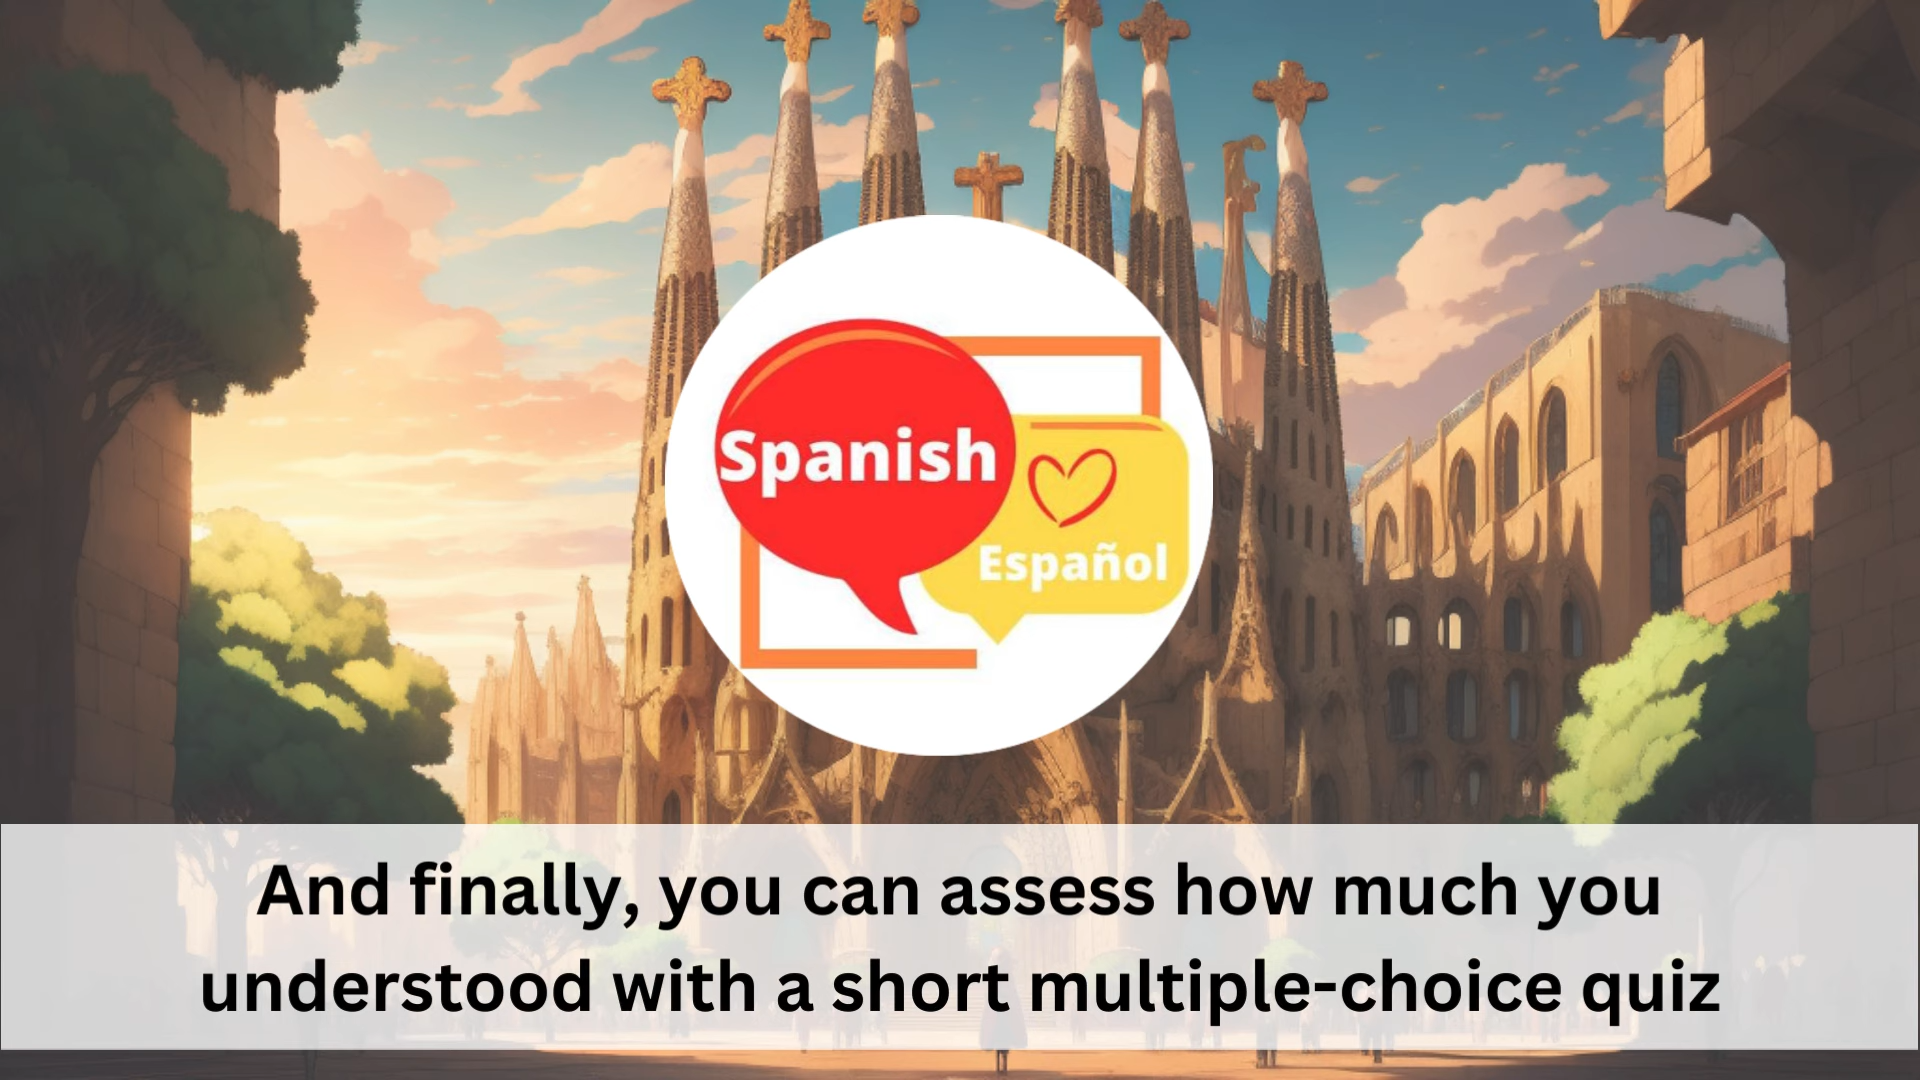 Spanish
Español
And finally, you can assess how much you
understood with a short multiple-choice quiz